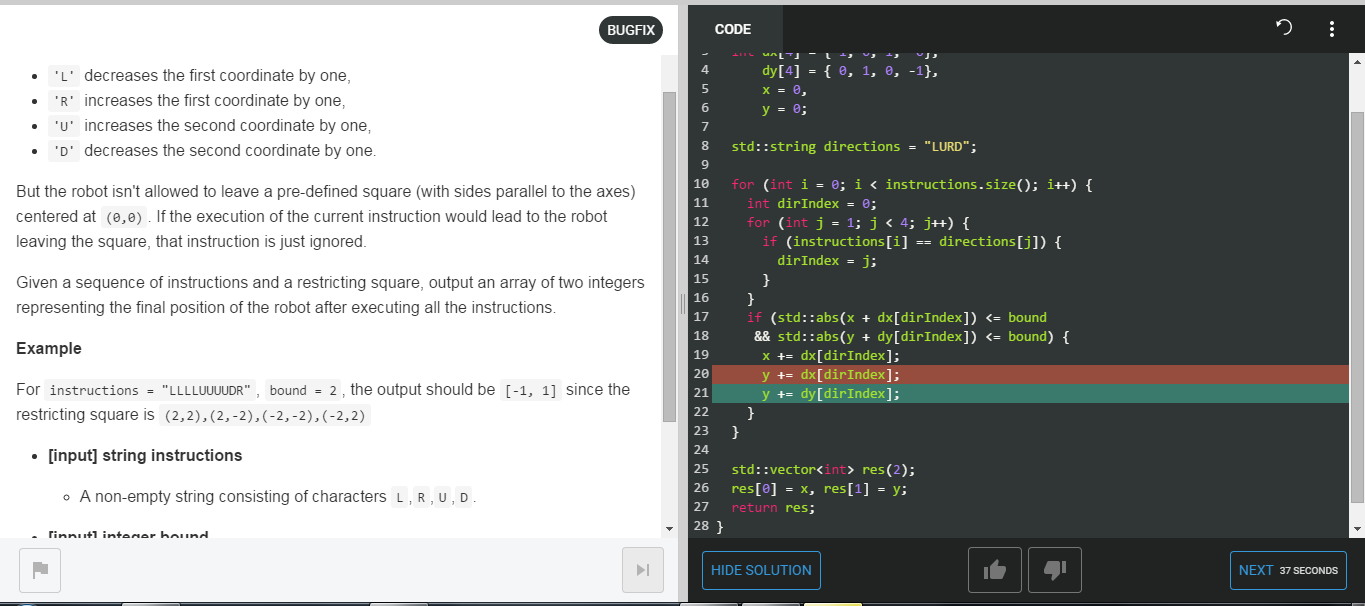 BUGFIX
'L' decreases the first coordinate by one,
'R' increases the first coordinate by one,
'U' increases the second coordinate by one,
'D' decreases the second coordinate by one.
But the robot isn't allowed to leave a pre-defined square (with sides parallel to the axes)
centered at (0,0). If the execution of the current instruction would lead to the robot
leaving the square, that instruction is just ignored.
Given a sequence of instructions and a restricting square, output an array of two integers
representing the final position of the robot after executing all the instructions.
Example
For instructions = "LLLLUUUUDR", bound = 2, the output should be [-1, 1] since the
restricting square is (2,2),(2,-2),(-2,-2),(-2,2)
[input] string instructions
A non-empty string consisting of characters L,R,U,D.
[input] integer bound
CODE
4 dy[4] = { 0, 1, 0, -1},
5 x = 0,
6 y = 0;
7
8 std::string directions = "LURD";
9
10 for (int i = 0; i < instructions.size(); i++) {
11 int dirIndex = 0;
12 for (int j = 1; j < 4; j++) {
13 if (instructions[i] == directions[j]) {
14 dirIndex = j;
15 }
16 }
17 if (std::abs(x + dx[dirIndex]) <= bound
18 && std::abs(y + dy[dirIndex]) <= bound) {
19 x += dx[dirIndex];
20 y += dx[dirIndex];
21 y += dy[dirIndex];
22 }
23 }
24
25 std::vector<int> res(2);
26 res[0] = x, res[1] = y;
27 return res;
28 }
HIDE SOLUTION
NEXT 37 SECONDS